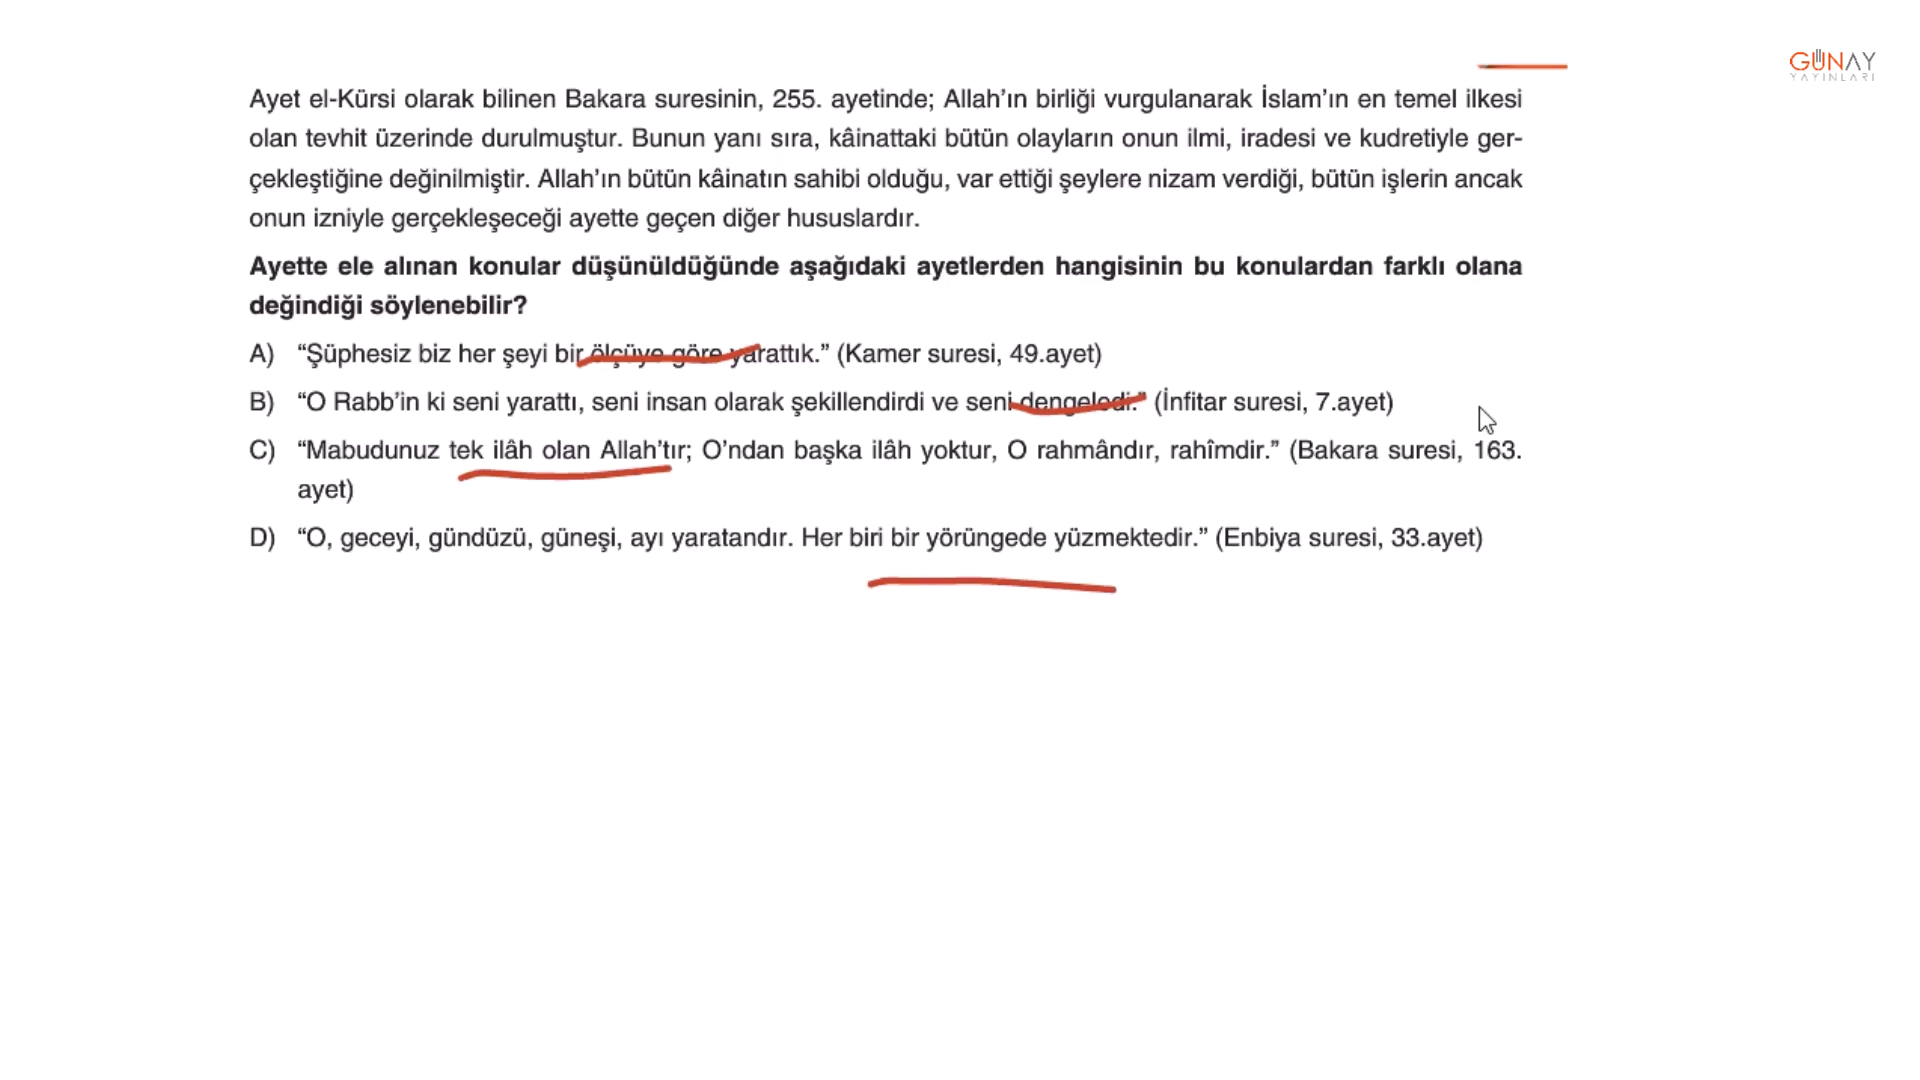 GÜNAY
YAYINLARI
Ayet el-Kürsi olarak bilinen Bakara suresinin, 255. ayetinde; Allah’ın birliği vurgulanarak İslam’ın en temel ilkesi
olan tevhit üzerinde durulmuştur. Bunun yanı sıra, kâinattaki bütün olayların onun ilmi, iradesi ve kudretiyle ger-
çekleştiğine değinilmiştir. Allah’ın bütün kâinatın sahibi olduğu, var ettiği şeylere nizam verdiği, bütün işlerin ancak
onun izniyle gerçekleşeceği ayette geçen diğer hususlardır.
Ayette ele alınan konular düşünüldüğünde aşağıdaki ayetlerden hangisinin bu konulardan farklı olana
değindiği söylenebilir?
A) “Şüphesiz biz her şeyi bir ölçüye göre yarattık.” (Kamer suresi, 49.ayet)
B) “O Rabb’in ki seni yarattı, seni insan olarak şekillendirdi ve seni dengeledi.” (İnfitar suresi, 7.ayet)
C) “Mabudunuz tek ilâh olan Allah’tır; O’ndan başka ilâh yoktur, O rahmândır, rahîmdir.” (Bakara suresi, 163.
ayet)
D) “O, geceyi, gündüzü, güneşi, ayı yaratandır. Her biri bir yörüngede yüzmektedir.” (Enbiya suresi, 33.ayet)